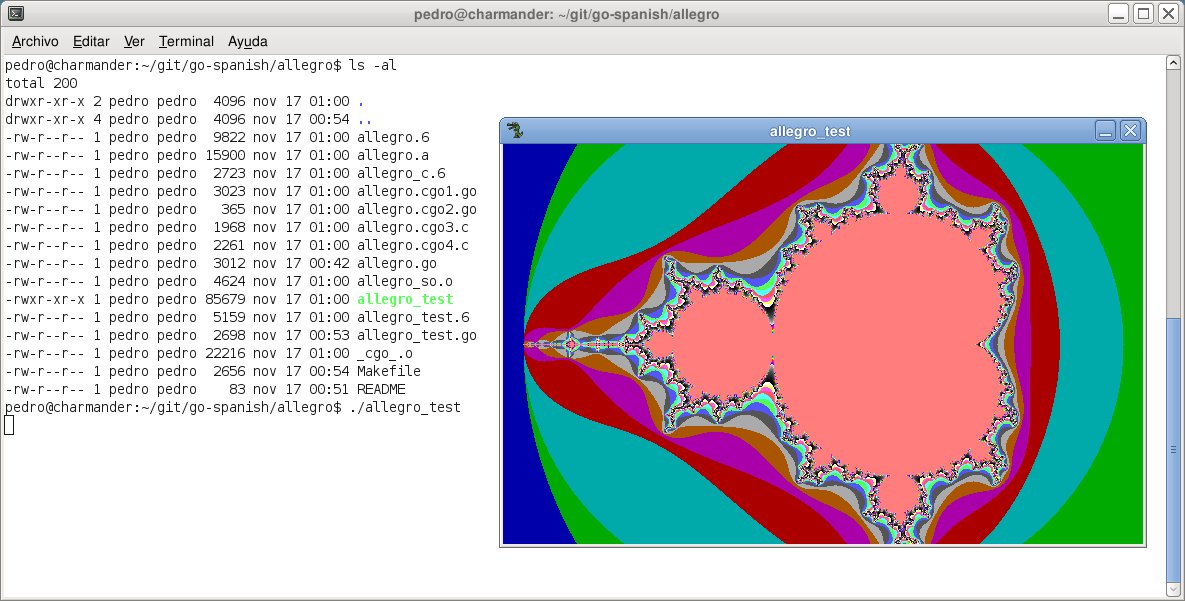 pedro@charmander: ~/git/go-spanish/allegro
Archivo Editar Ver Terminal Ayuda
pedro@charmander:~/git/go-spanish/allegro$ ls -al
total 200
drwxr-xr-x 2 pedro pedro  4096 nov 17 01:00 .
drwxr-xr-x 4 pedro pedro  4096 nov 17 00:54 ..
-rw-r--r-- 1 pedro pedro  9822 nov 17 01:00 allegro.6
-rw-r--r-- 1 pedro pedro 15900 nov 17 01:00 allegro.a
-rw-r--r-- 1 pedro pedro  2723 nov 17 01:00 allegro_c.6
-rw-r--r-- 1 pedro pedro  3023 nov 17 01:00 allegro.cgo1.go
-rw-r--r-- 1 pedro pedro   365 nov 17 01:00 allegro.cgo2.go
-rw-r--r-- 1 pedro pedro  1968 nov 17 01:00 allegro.cgo3.c
-rw-r--r-- 1 pedro pedro  2261 nov 17 01:00 allegro.cgo4.c
-rw-r--r-- 1 pedro pedro  3012 nov 17 00:42 allegro.go
-rw-r--r-- 1 pedro pedro  4624 nov 17 01:00 allegro_so.o
-rwxr-xr-x 1 pedro pedro 85679 nov 17 01:00 allegro_test
-rw-r--r-- 1 pedro pedro  5159 nov 17 01:00 allegro_test.6
-rw-r--r-- 1 pedro pedro  2698 nov 17 00:53 allegro_test.go
-rw-r--r-- 1 pedro pedro 22216 nov 17 01:00 _cgo_.o
-rw-r--r-- 1 pedro pedro  2656 nov 17 00:54 Makefile
-rw-r--r-- 1 pedro pedro    83 nov 17 00:51 README
pedro@charmander:~/git/go-spanish/allegro$ ./allegro_test
allegro_test